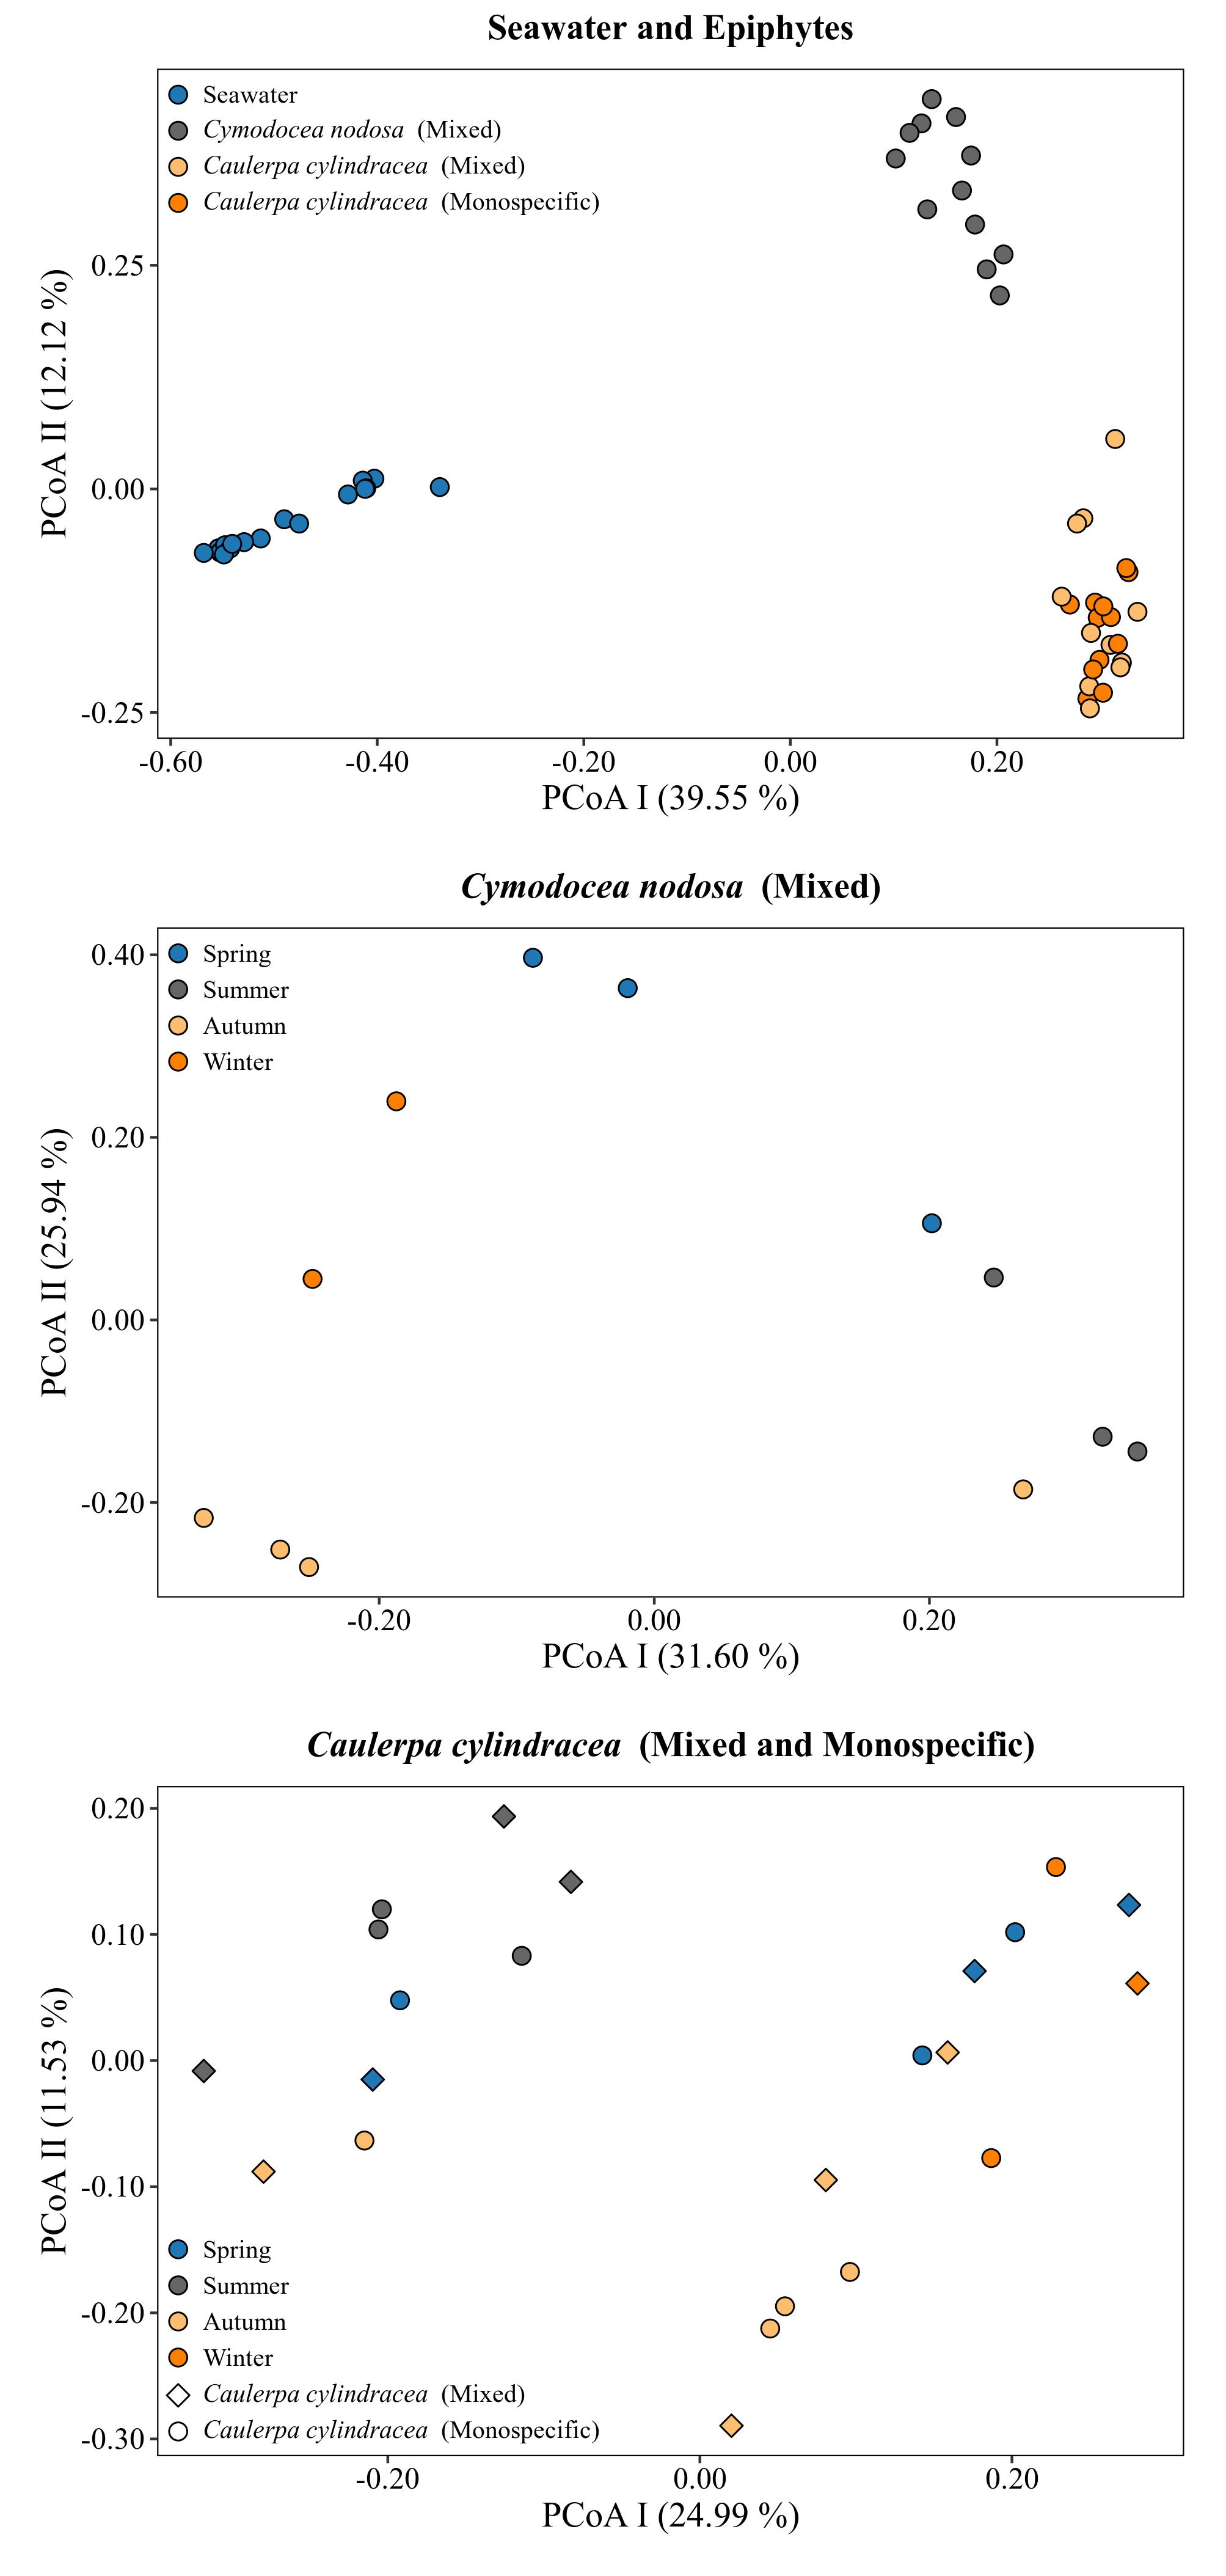 Seawater and Epiphytes
Seawater
Cymodocea nodosa (Mixed)
Caulerpa cylindracea (Mixed)
Caulerpa cylindracea (Monospecific)
PCoA II (12.12 %)
0.25
0.00
-0.25
-0.60 -0.40 -0.20 0.00 0.20
PCoA I (39.55 %)
Cymodocea nodosa (Mixed)
Spring
Summer
Autumn
Winter
PCoA II (25.94 %)
0.40
0.20
0.00
-0.20
-0.20 0.00 0.20
PCoA I (31.60 %)
Caulerpa cylindracea (Mixed and Monospecific)
PCoA II (11.53 %)
0.20
0.10
0.00
-0.10
-0.20
-0.30
Spring
Summer
Autumn
Winter
Caulerpa cylindracea (Mixed)
Caulerpa cylindracea (Monospecific)
-0.20 0.00 0.20
PCoA I (24.99 %)